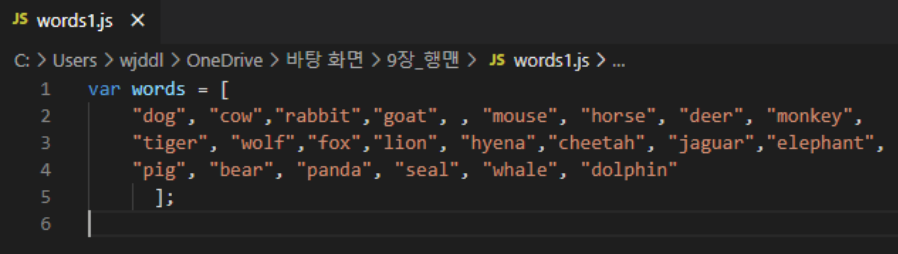 JS words1.js ×
C: > Users > wjddl > OneDrive > 바탕 화면 > 9장_행맨 > JS words1.js > ...
1 var words = [
2 "dog", "cow","rabbit","goat", , "mouse", "horse", "deer", "monkey",
3 "tiger", "wolf","fox","lion", "hyena","cheetah", "jaguar","elephant",
4 "pig", "bear", "panda", "seal", "whale", "dolphin"
5 ];
6